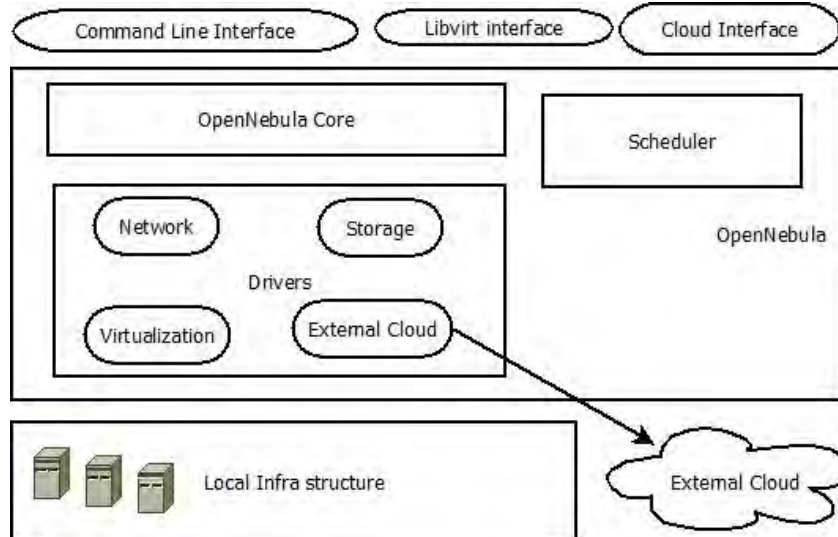 Command Line Interface
Libvirt interface
Cloud Interface
OpenNebula Core
Scheduler
Network
Storage
OpenNebula
Drivers
Virtualization
External Cloud
Local Infra structure
External Cloud